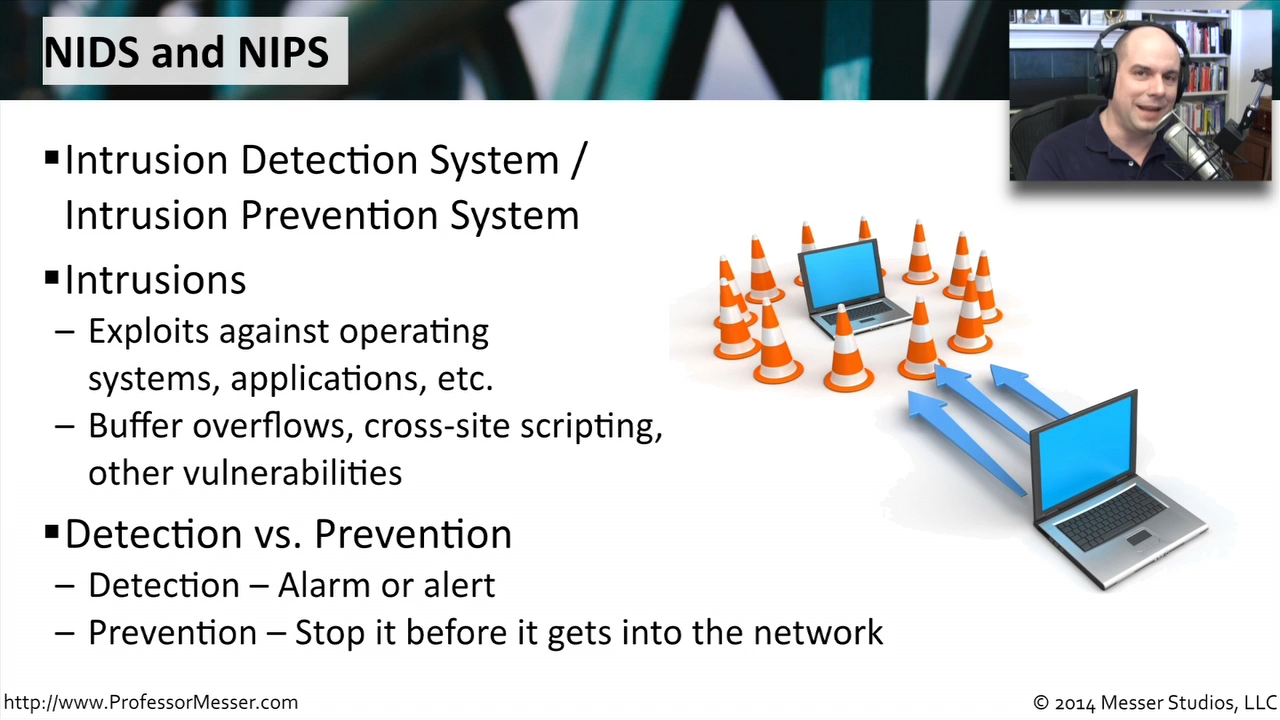 NIDS and NIPS
▪Intrusion Detection System /
Intrusion Prevention System
▪Intrusions
– Exploits against operating
systems, applications, etc.
– Buffer overflows, cross-site scripting,
other vulnerabilities
▪Detection vs. Prevention
– Detection – Alarm or alert
– Prevention – Stop it before it gets into the network
http://www.ProfessorMesser.com
© 2014 Messer Studios, LLC